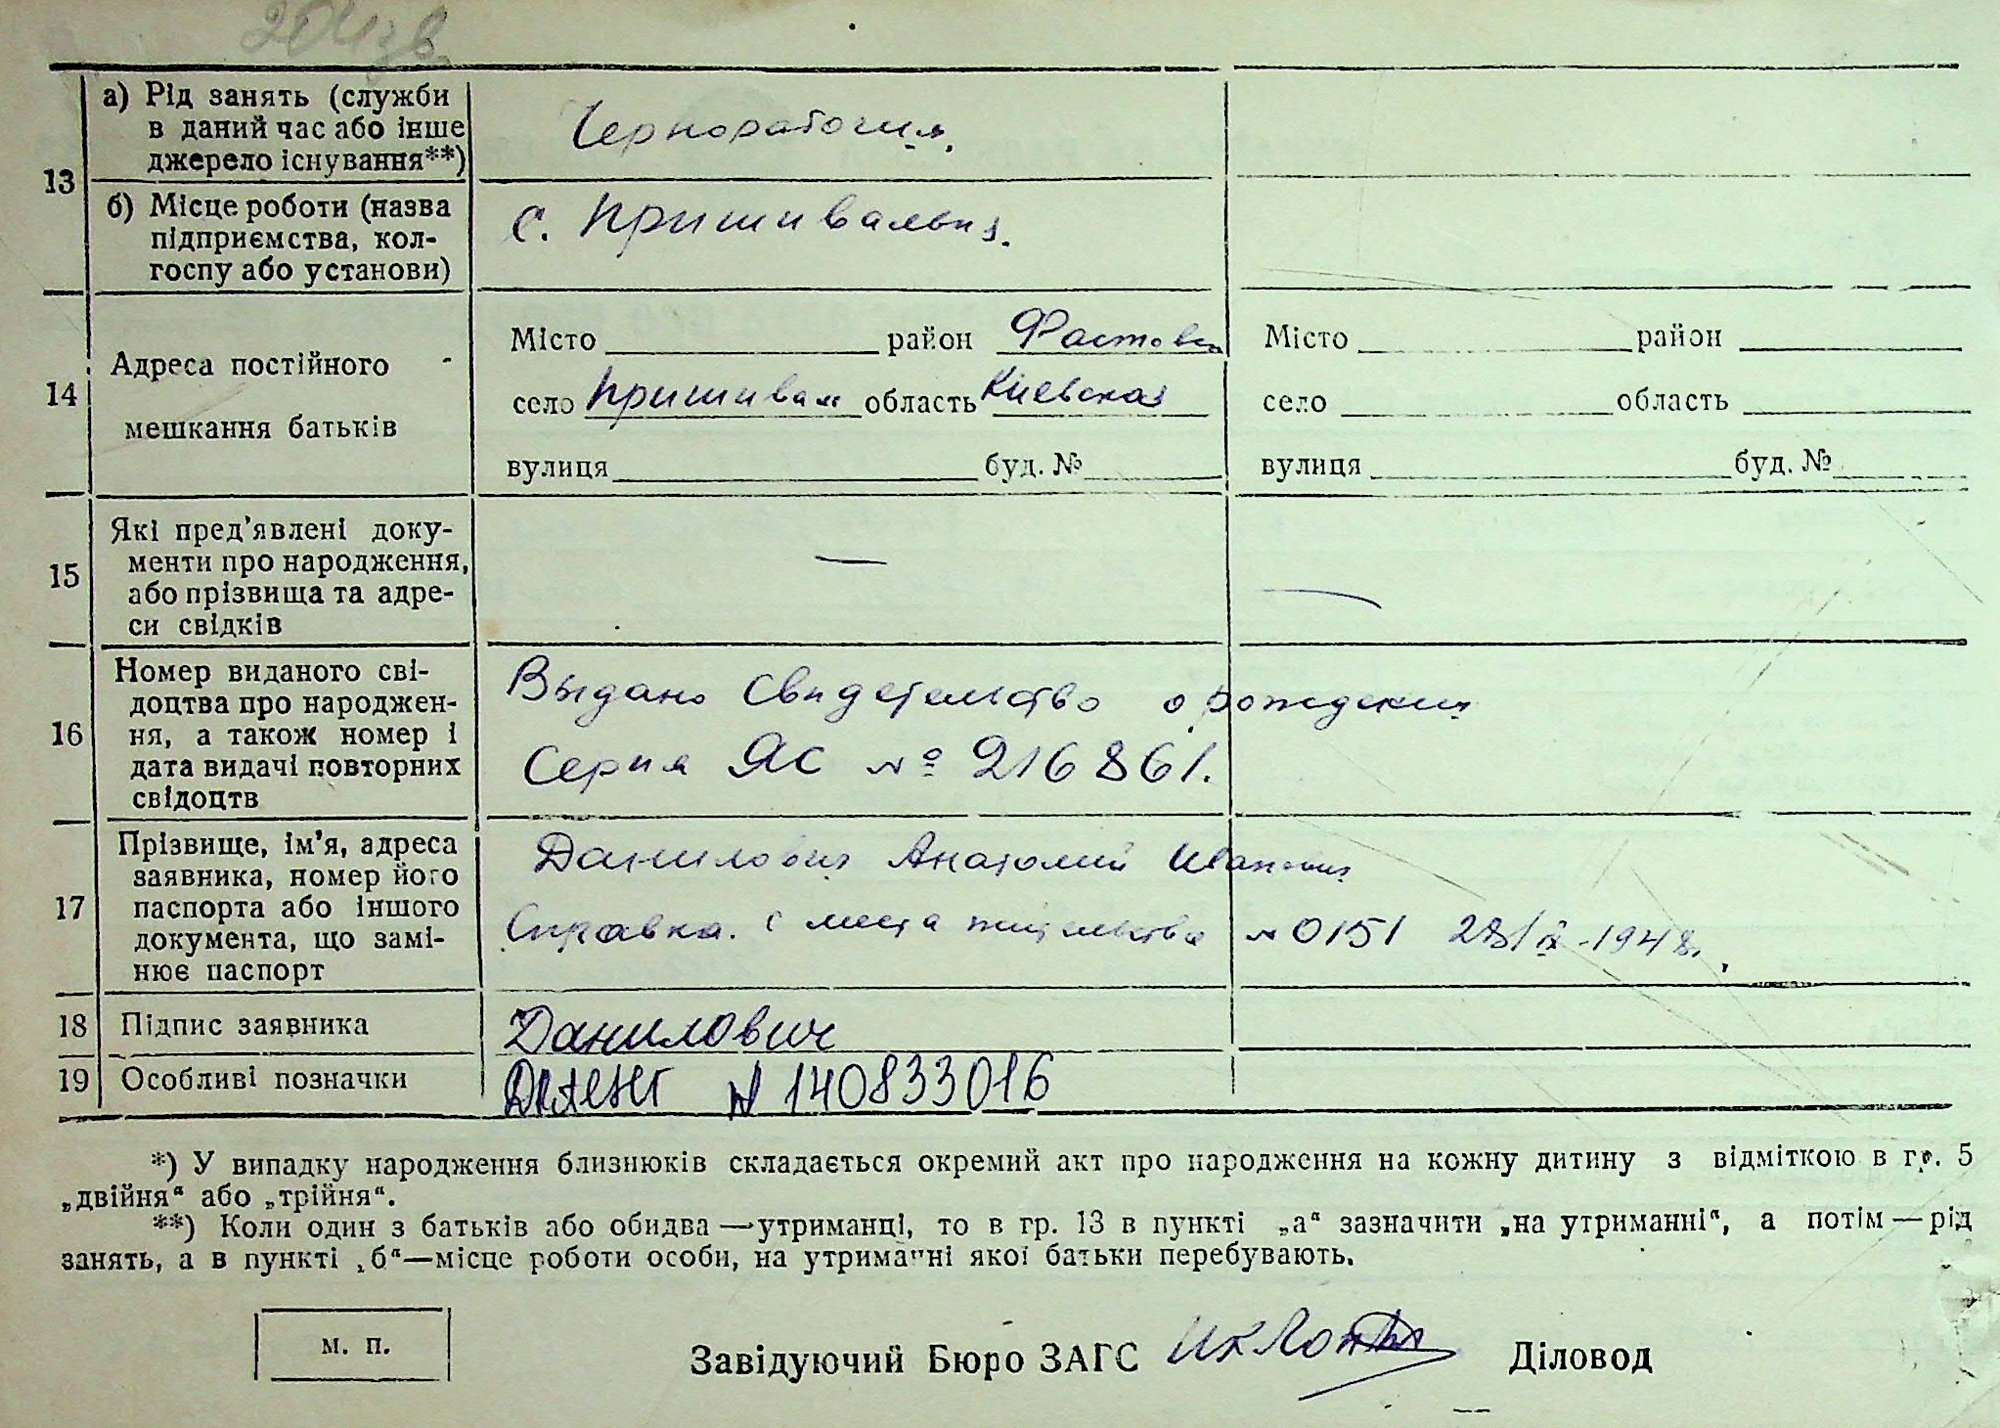 13
а) Рід занять (служби
в даний час або інше
джерело існування**)
Чернорабочий.
б) Місце роботи (назва
підприємства, кол-
госпу або установи)
с. Пришивальня.
14
Адреса постійного
мешкання батьків
Місто район Фастовск
село Пришивал область Киевская
вулиця буд. №
Місто район
село область
вулиця буд. №
15
Які пред’явлені доку-
менти про народження,
або прізвища та адре-
си свідків
—
—
16
Номер виданого сві-
доцтва про народжен-
ня, а також номер і
дата видачі повторних
свідоцтв
Выдано Свидетельство о рождении
Серия ЯС № 216861.
17
Прізвище, ім’я, адреса
заявника, номер його
паспорта або іншого
документа, що замі-
нює паспорт
Данилович Анатолий Иванович
Справка. с места жительства № 0151 28/IX-1948.
18 Підпис заявника
Данилович
19 Особливі позначки
N 140833016
*) У випадку народження близнюків складається окремий акт про народження на кожну дитину з відміткою в гр. 5
„двійня“ або „трійня“.
**) Коли один з батьків або обидва — утриманці, то в гр. 13 в пункті „а“ зазначити „на утриманні“, а потім — рід
занять, а в пункті „б“—місце роботи особи, на утриманні якої батьки перебувають.
м. п.
Завідуючий Бюро ЗАГС Діловод